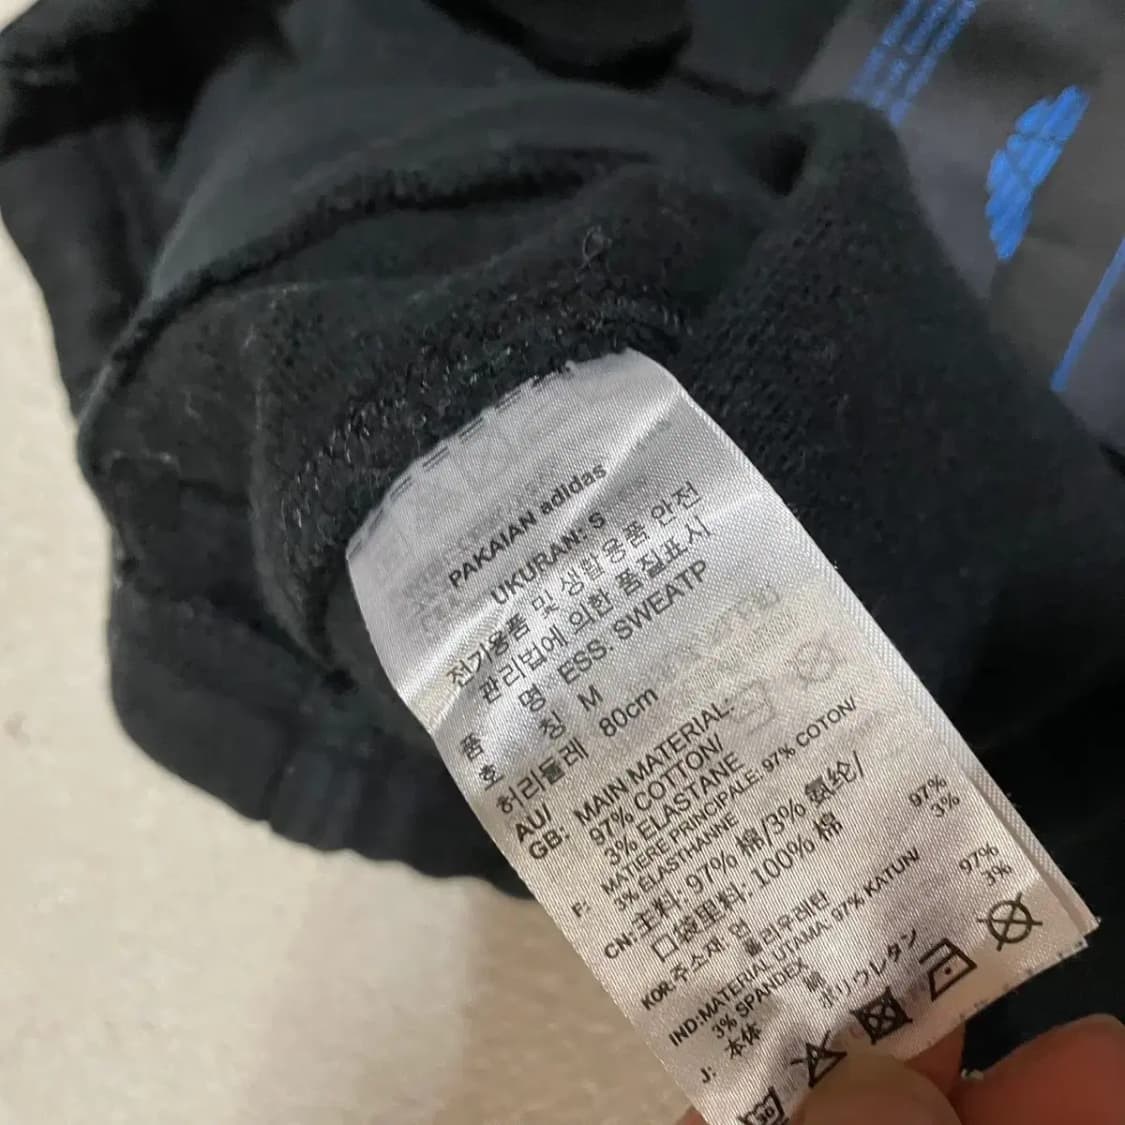 PAKAIAN adidas
UKURAN: S
전기용품 및 생활용품 안전
관리법에 의한 품질표시
품 명 ESS. SWEATP
호 칭 M
허리둘레 80cm
AU/
GB: MAIN MATERIAL:
97% COTTON/
3% ELASTANE
F: MATIERE PRINCIPALE: 97% COTON/
3% ELASTHANNE
CN: 主料: 97% 棉/3% 氨纶/
口袋里料: 100% 棉
KOR: 주소재: 면 97%
폴리우레탄 3%
IND: MATERIAL UTAMA: 97% KATUN/
3% SPANDEX
J: 本体 綿 97%
ポリウレタン 3%
30